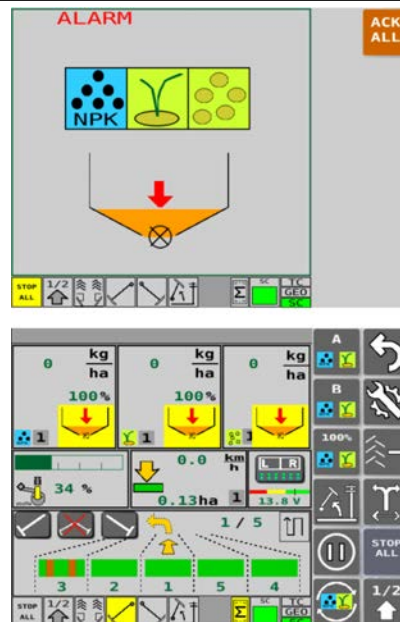 ALARM
ACK
ALL
NPK
STOP
ALL
1/2
Σ
SC
TC
GEO
SC
0 kg/ha
0 kg/ha
0 kg/ha
100%
100%
1
1
A
B
34 %
0.0 km/h
0.13ha
1
L R
13.8 V
100%
1 / 5
3
2
1
5
4
STOP
ALL
1/2
STOP
ALL
1/2
Σ
SC
TC
GEO